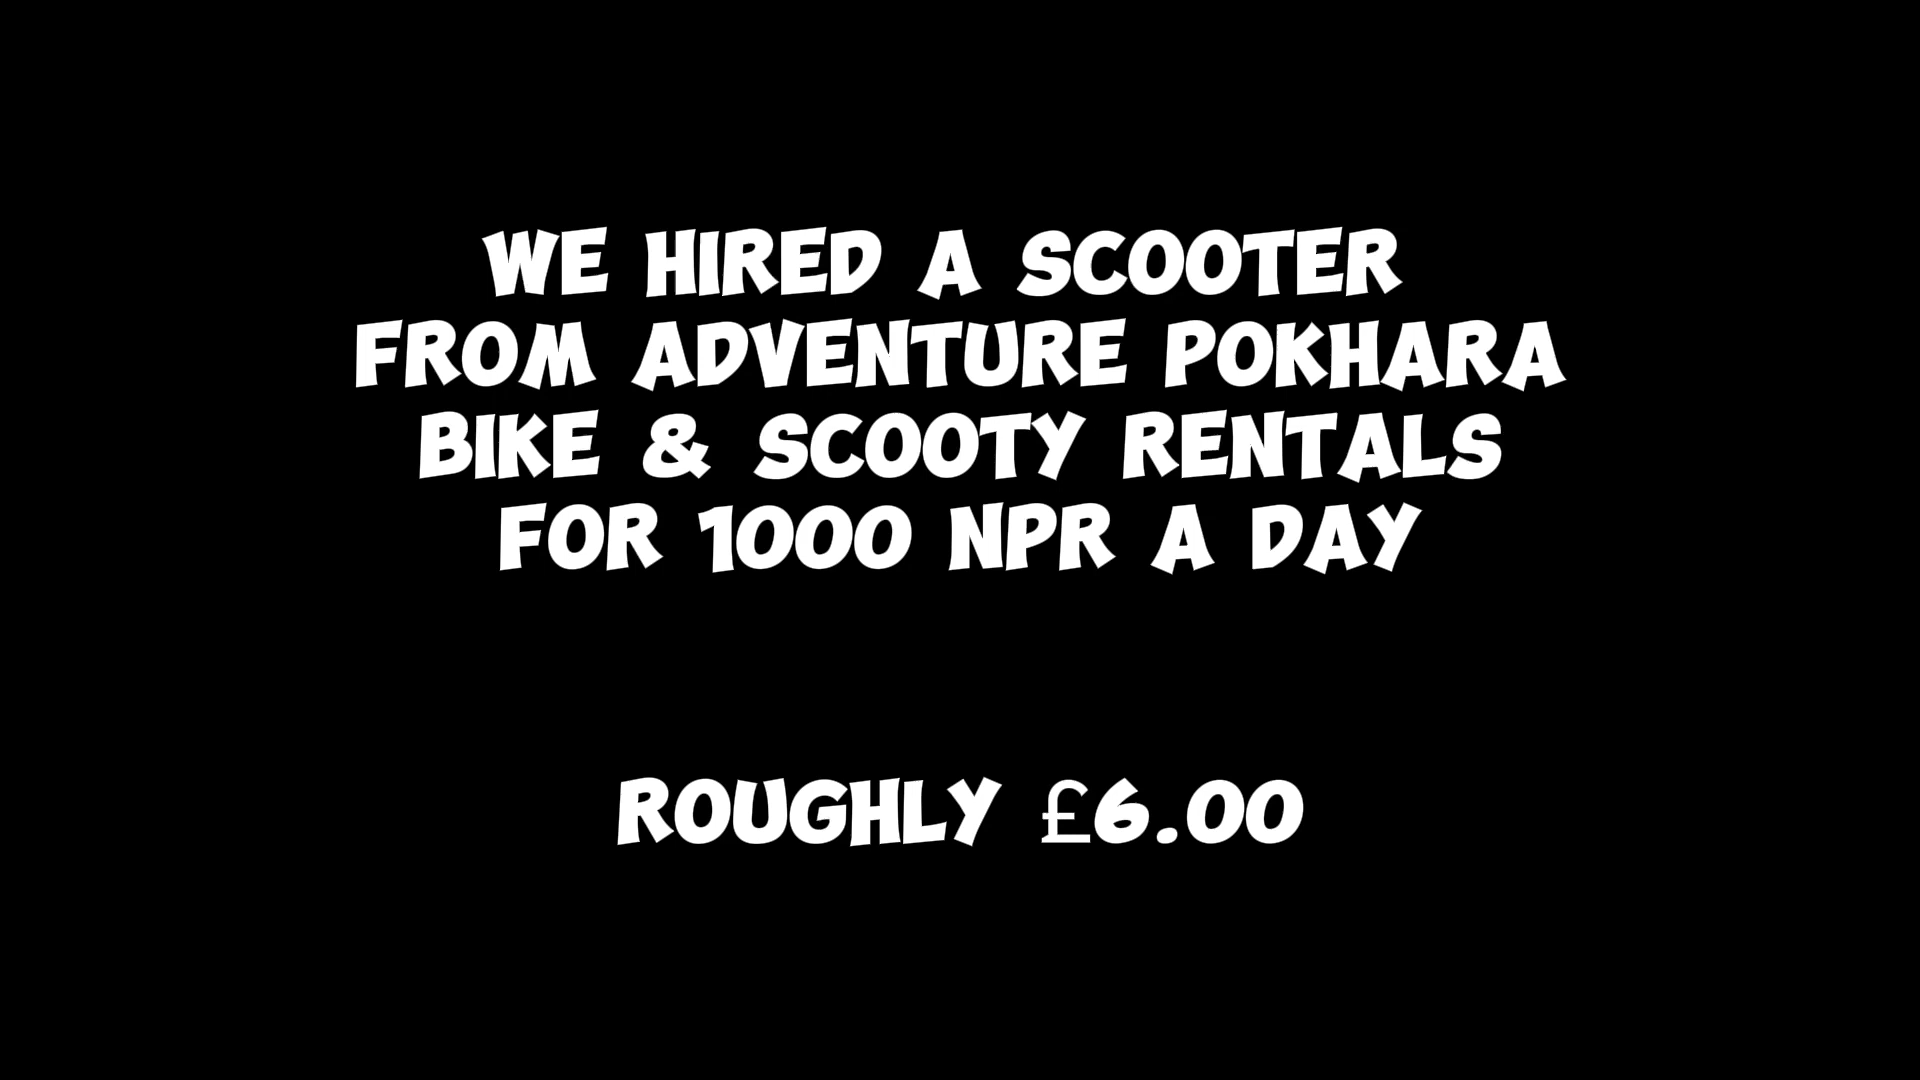 WE HIRED A SCOOTER
FROM ADVENTURE POKHARA
BIKE & SCOOTY RENTALS
FOR 1000 NPR A DAY
ROUGHLY £6.00